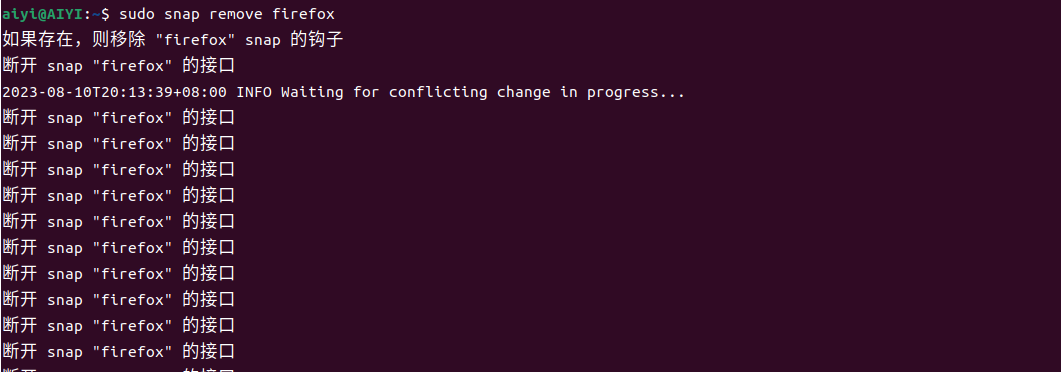 aiyi@AIYI:~$ sudo snap remove firefox
如果存在，则移除 "firefox" snap 的钩子
断开 snap "firefox" 的接口
2023-08-10T20:13:39+08:00 INFO Waiting for conflicting change in progress...
断开 snap "firefox" 的接口
断开 snap "firefox" 的接口
断开 snap "firefox" 的接口
断开 snap "firefox" 的接口
断开 snap "firefox" 的接口
断开 snap "firefox" 的接口
断开 snap "firefox" 的接口
断开 snap "firefox" 的接口
断开 snap "firefox" 的接口
断开 snap "firefox" 的接口